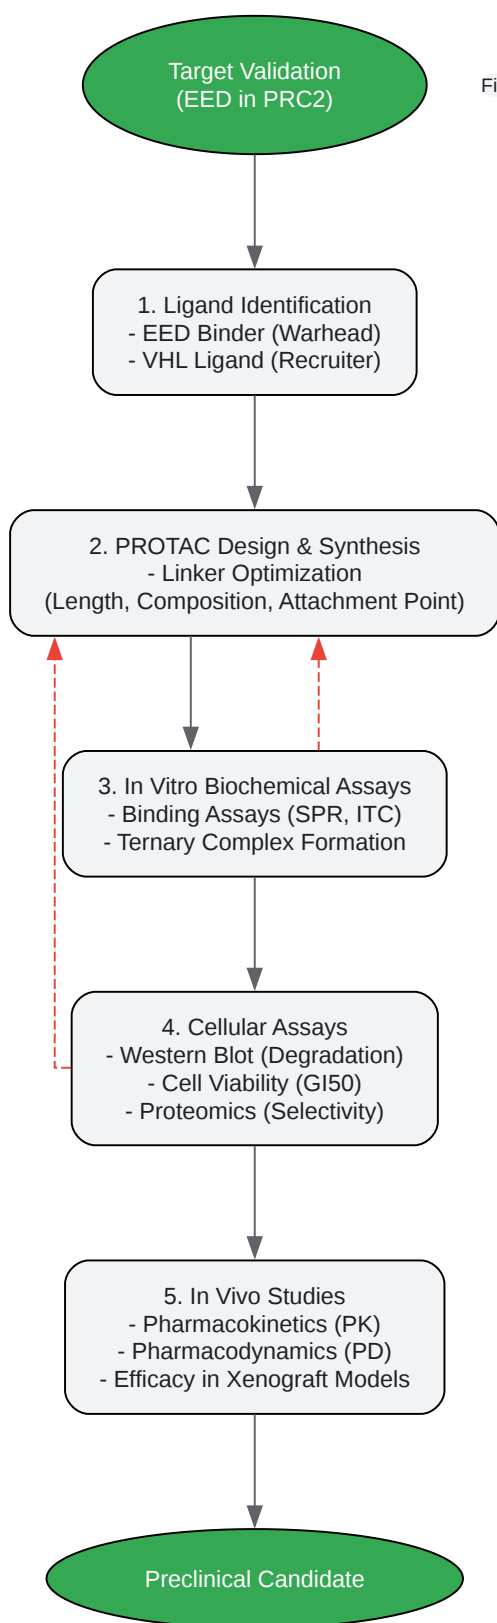 Target Validation
(EED in PRC2)
Fi
1. Ligand Identification
- EED Binder (Warhead)
- VHL Ligand (Recruiter)
2. PROTAC Design & Synthesis
- Linker Optimization
(Length, Composition, Attachment Point)
3. In Vitro Biochemical Assays
- Binding Assays (SPR, ITC)
- Ternary Complex Formation
4. Cellular Assays
- Western Blot (Degradation)
- Cell Viability (GI50)
- Proteomics (Selectivity)
5. In Vivo Studies
- Pharmacokinetics (PK)
- Pharmacodynamics (PD)
- Efficacy in Xenograft Models
Preclinical Candidate